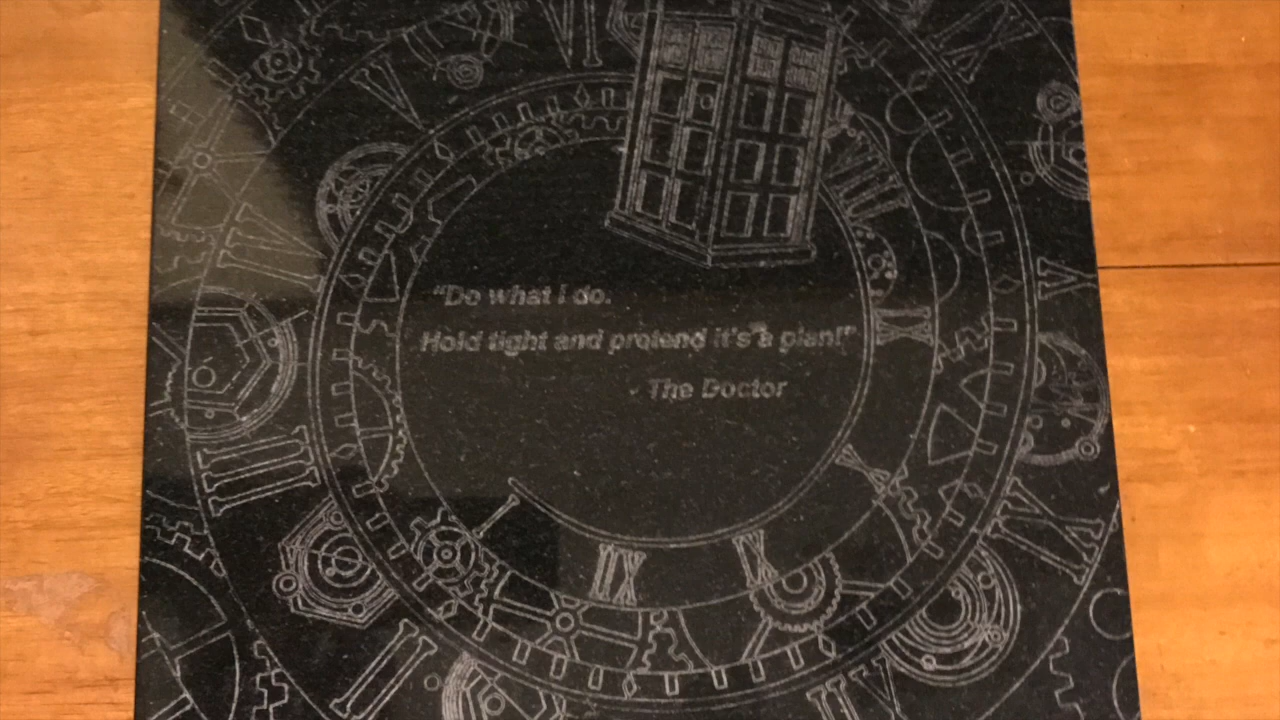 "Do what I do.
Hold tight and pretend it's a plan!"
- The Doctor